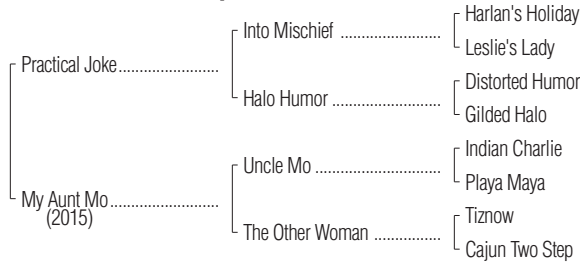 Harlan's Holiday
Into Mischief ..................
Leslie's Lady
Practical Joke..................
Distorted Humor
Halo Humor ..................
Gilded Halo
Indian Charlie
Uncle Mo ..................
Playa Maya
My Aunt Mo..................
(2015)
Tiznow
The Other Woman ..................
Cajun Two Step